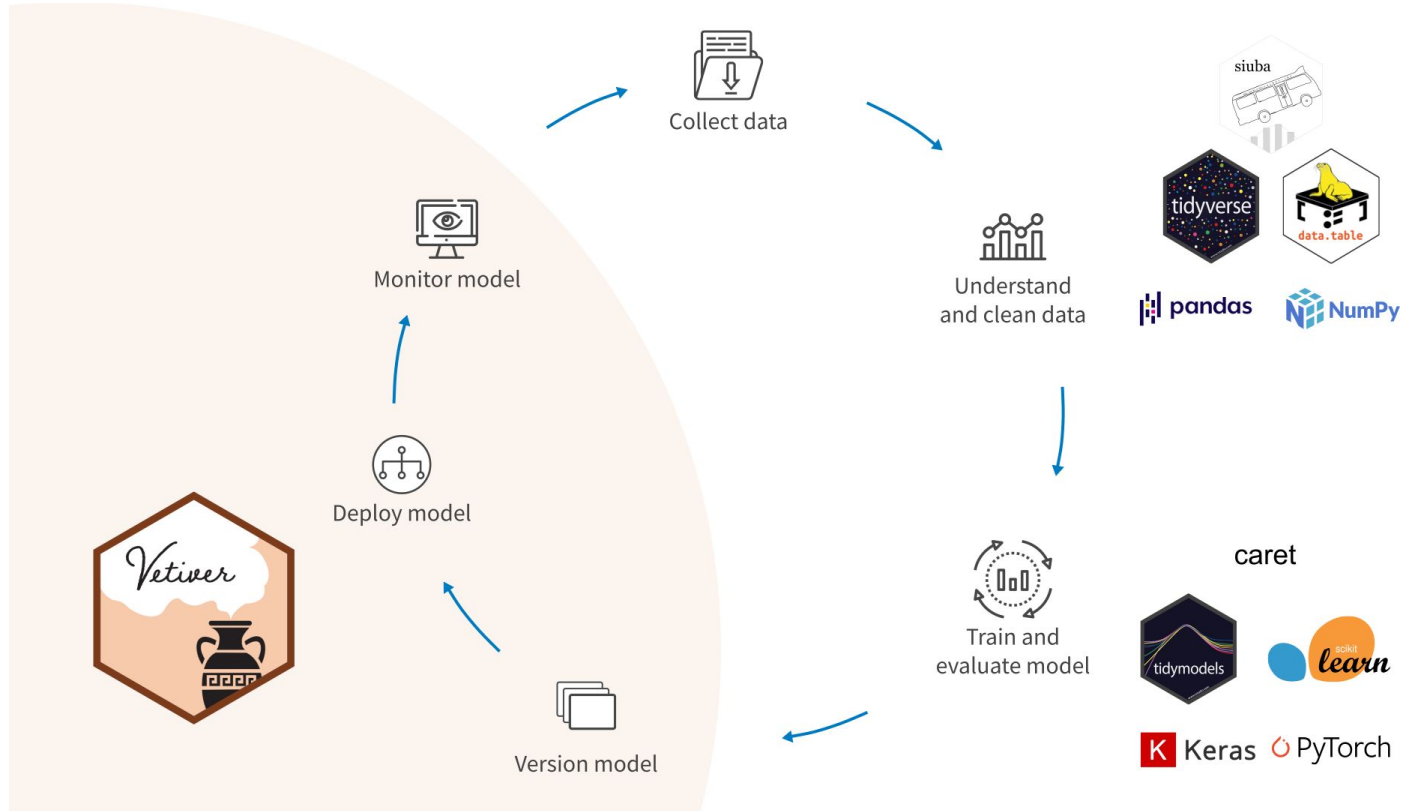 Collect data
siuba
tidyverse
data.table
Understand
and clean data
pandas
NumPy
Train and
evaluate model
caret
tidymodels
scikit
learn
K Keras
PyTorch
Version model
Deploy model
Monitor model
Vetiver